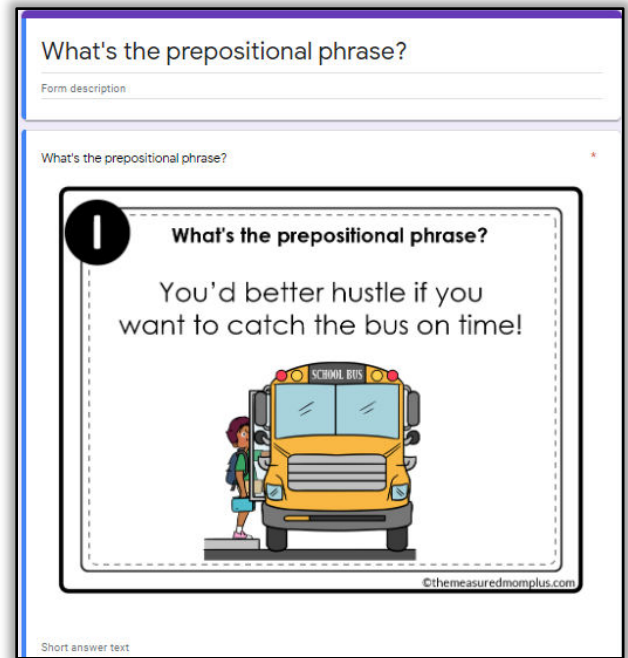 What's the prepositional phrase?
Form description
What's the prepositional phrase? *
1
What's the prepositional phrase?
You'd better hustle if you
want to catch the bus on time!
SCHOOL BUS
©themeasuredmomplus.com
Short answer text